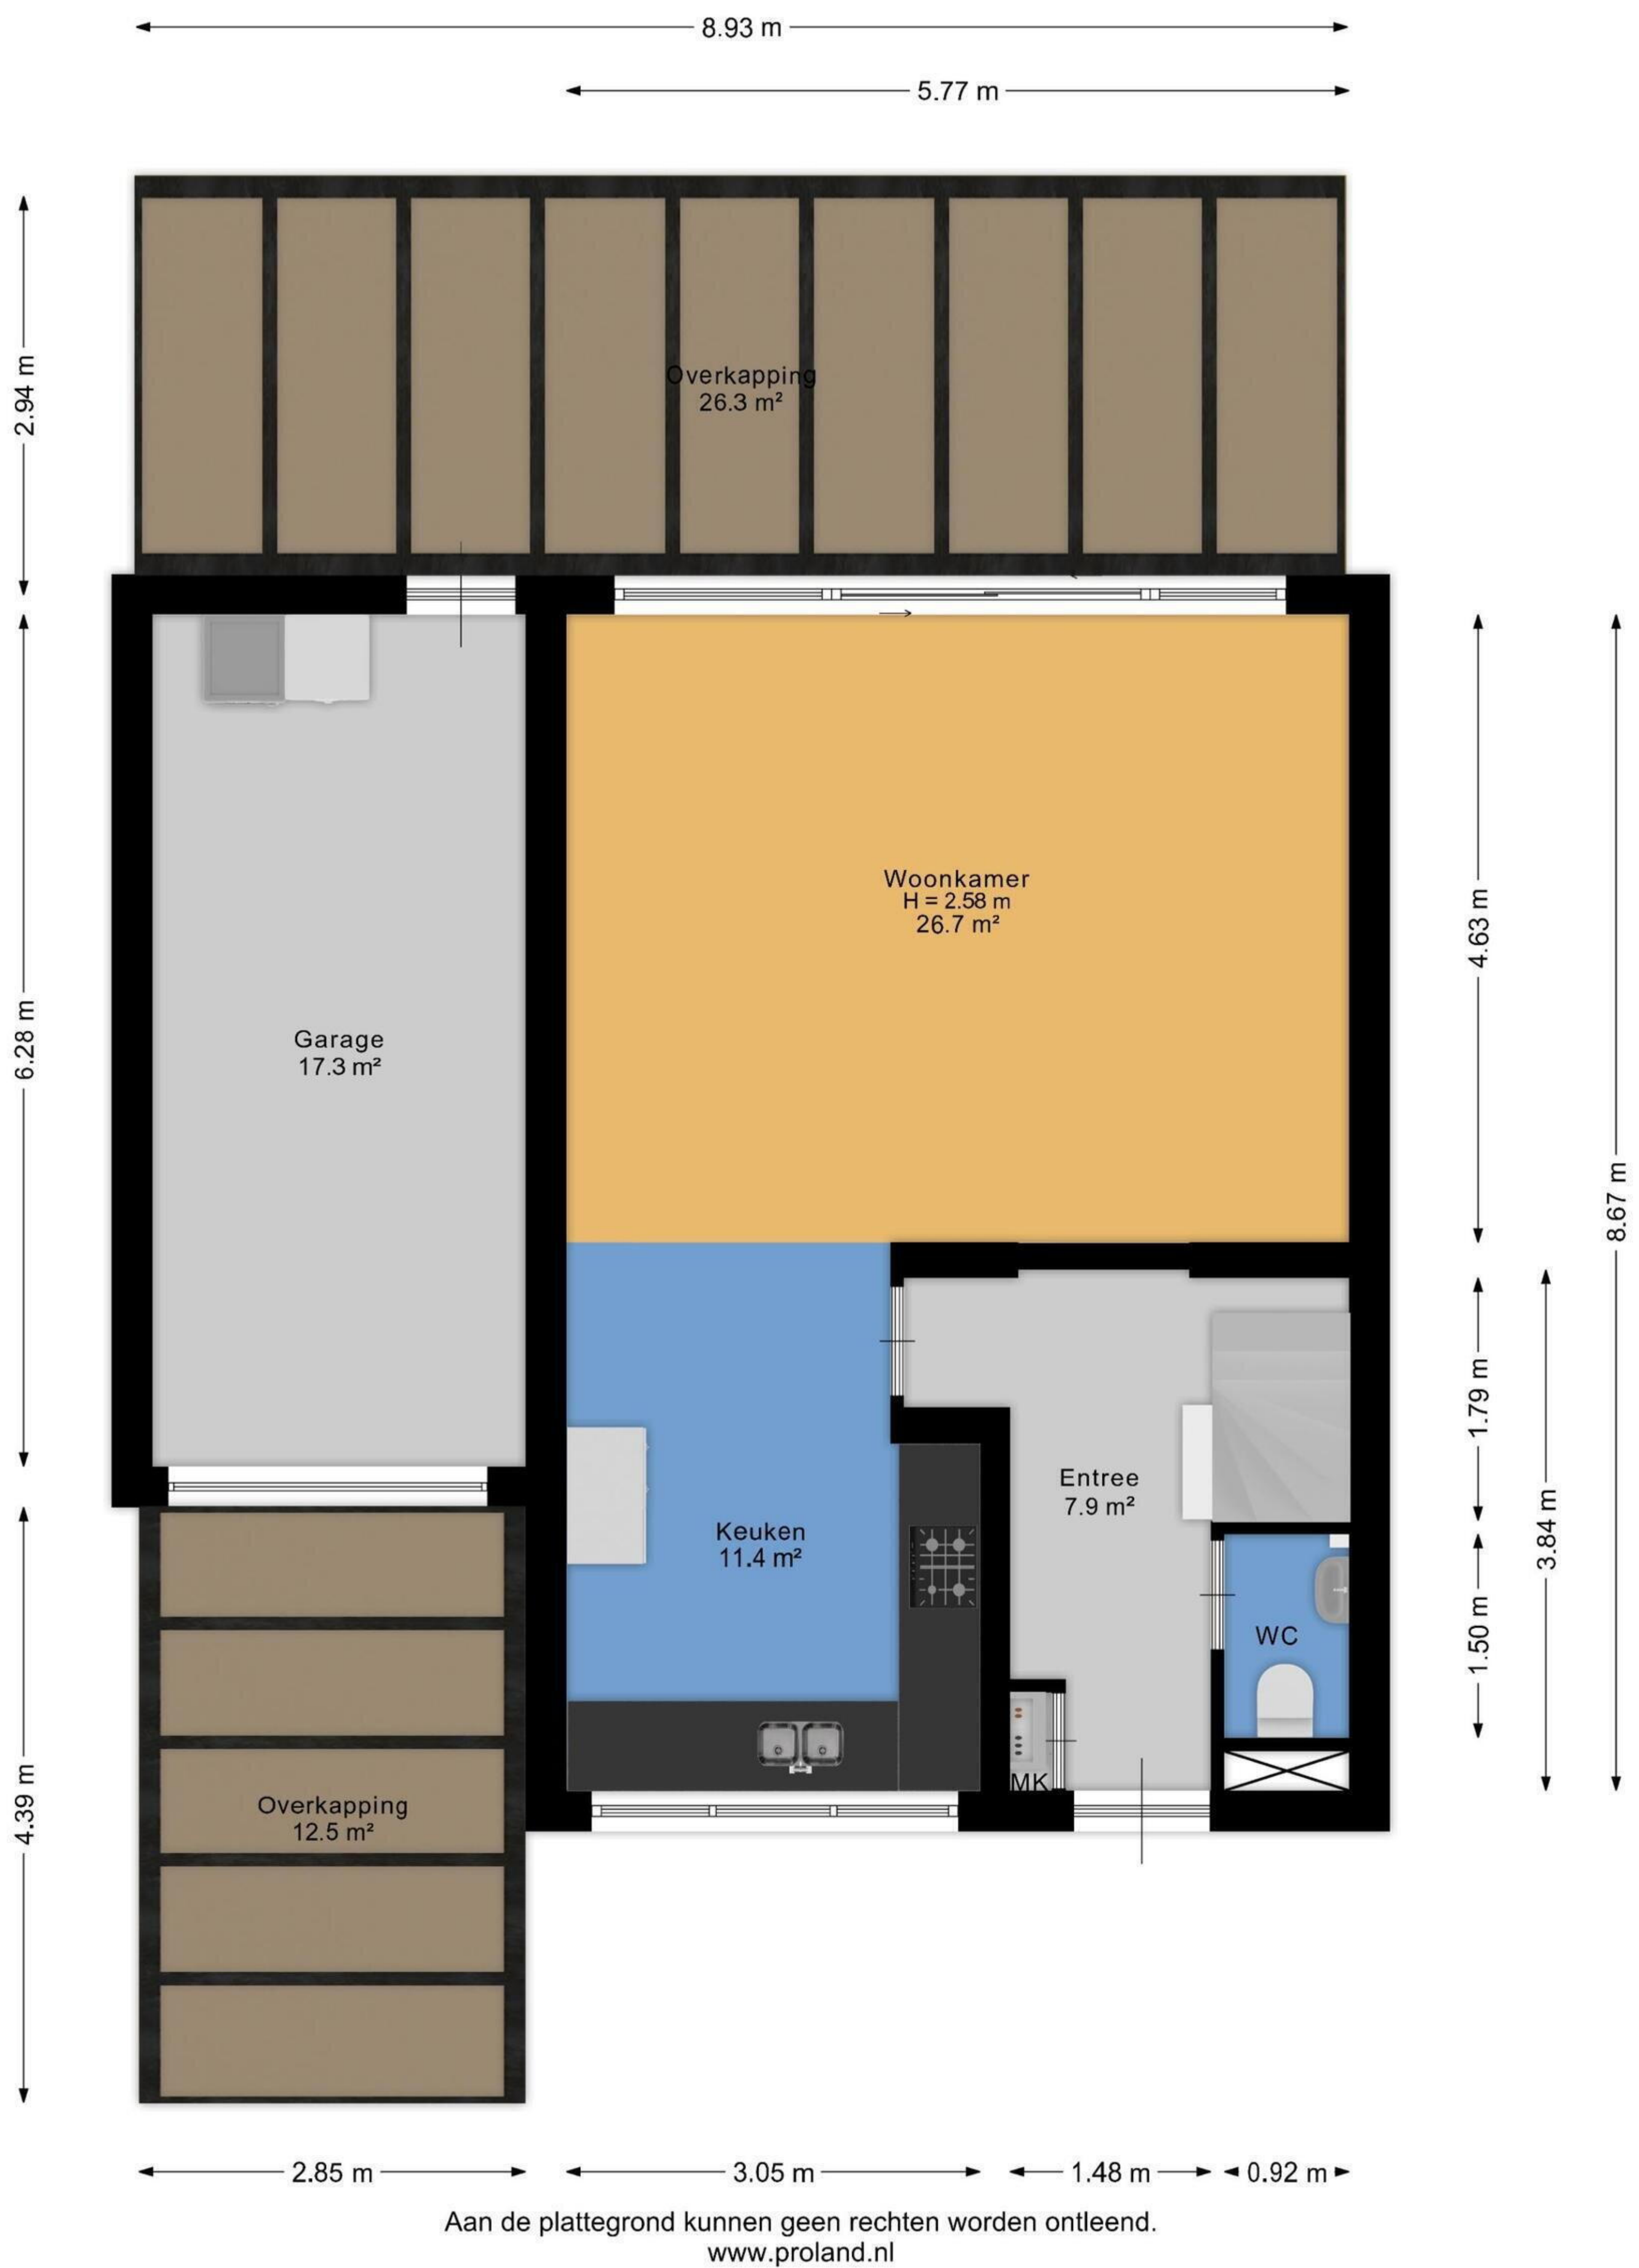 8.93 m
5.77 m
2.94 m
Overkapping
26.3 m²
Woonkamer
H = 2.58 m
26.7 m²
4.63 m
6.28 m
Garage
17.3 m²
8.67 m
1.79 m
Entree
7.9 m²
3.84 m
Keuken
11.4 m²
1.50 m
WC
MK
4.39 m
Overkapping
12.5 m²
2.85 m
3.05 m
1.48 m
0.92 m
Aan de plattegrond kunnen geen rechten worden ontleend.
www.proland.nl